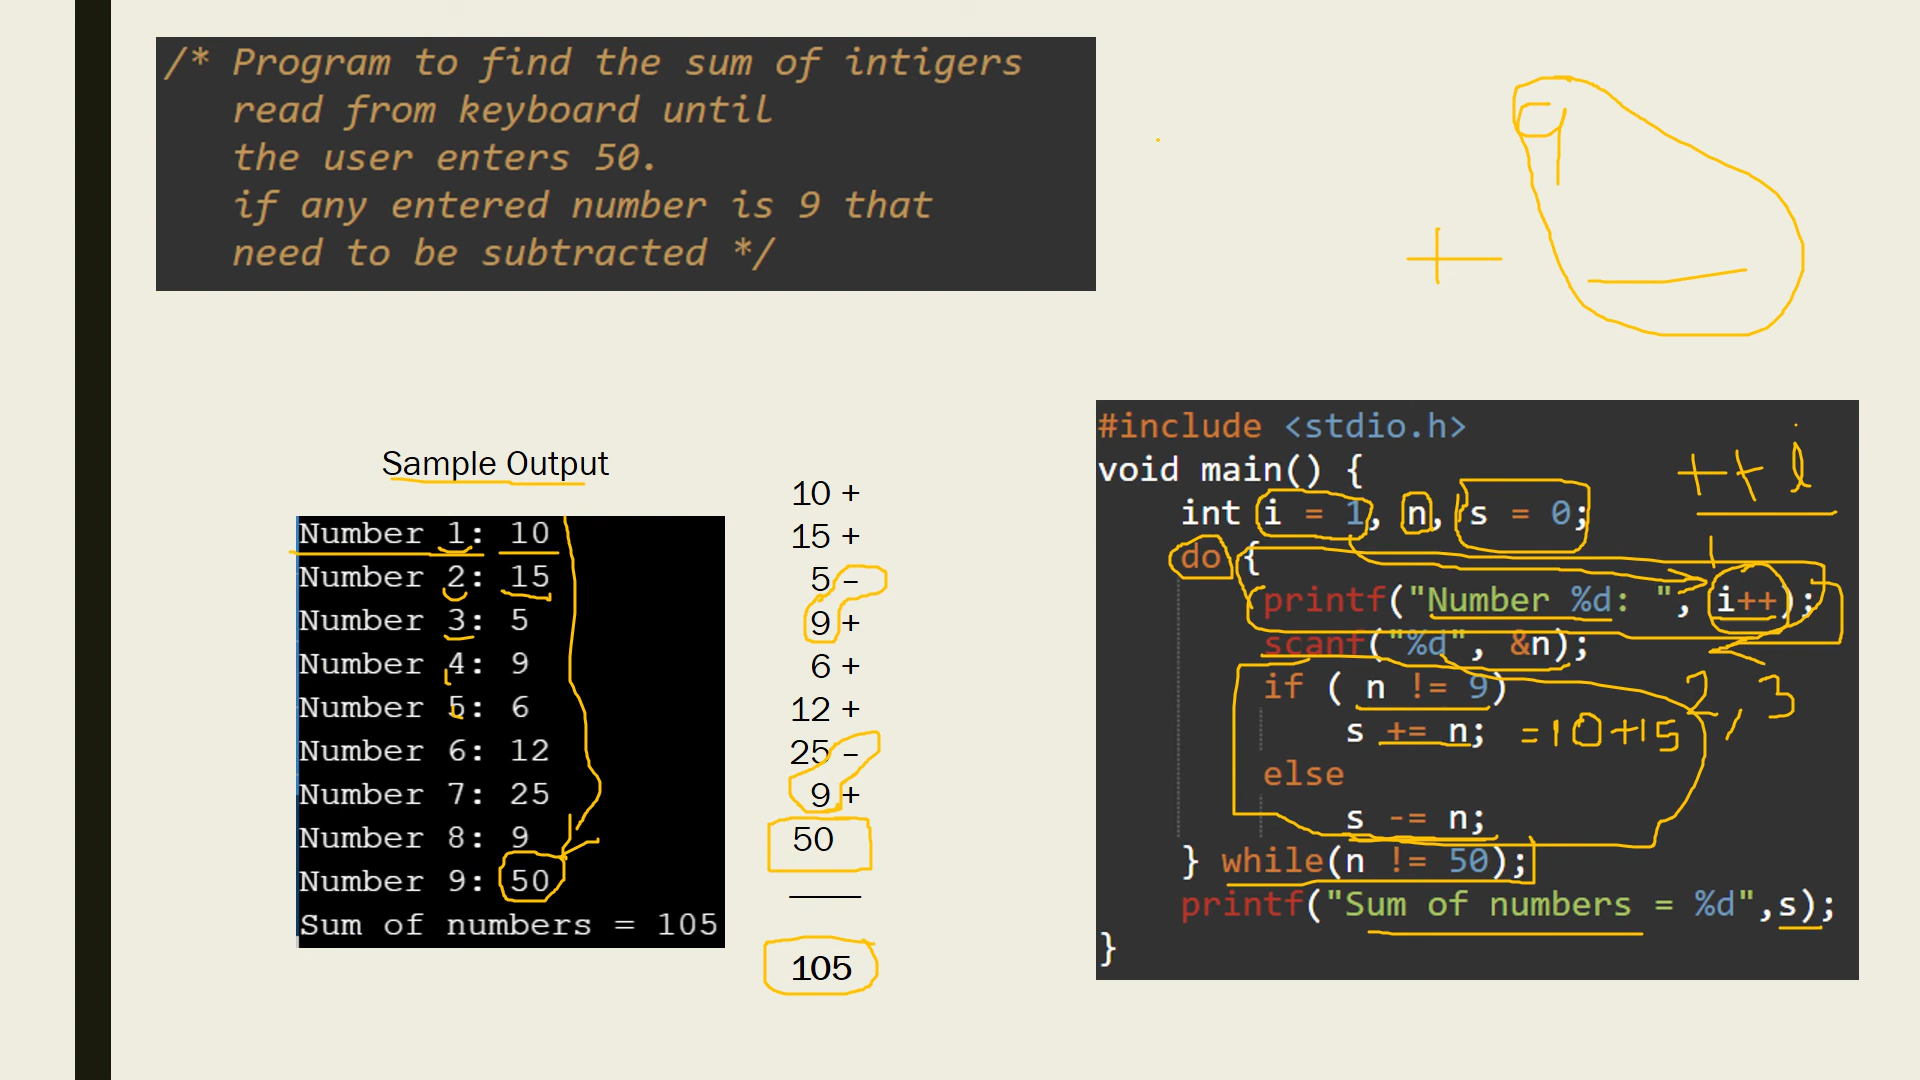 /* Program to find the sum of intigers
read from keyboard until
the user enters 50.
if any entered number is 9 that
need to be subtracted */
Sample Output
Number 1: 10
Number 2: 15
Number 3: 5
Number 4: 9
Number 5: 6
Number 6: 12
Number 7: 25
Number 8: 9
Number 9: 50
Sum of numbers = 105
10 +
15 +
5 -
9 +
6 +
12 +
25 -
9 +
50
105
#include <stdio.h>
void main() {
int i = 1, n, s = 0;
do {
printf("Number %d: ", i++);
scanf("%d", &n);
if ( n != 9)
s += n;
else
s -= n;
} while(n != 50);
printf("Sum of numbers = %d",s);
}
++ i
1
2, 3
=10+15
+